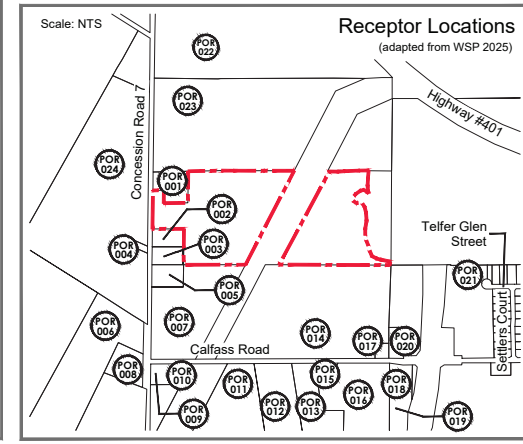 Scale: NTS
Receptor Locations
(adapted from WSP 2025)
POR
022
Concession Road 7
POR
023
Highway #401
POR
024
POR
001
POR
002
POR
003
POR
004
Telfer Glen
Street
POR
005
POR
021
POR
006
POR
007
POR
014
POR
017
POR
020
Settlers Court
Calfass Road
POR
008
POR
010
POR
011
POR
015
POR
016
POR
018
POR
009
POR
012
POR
013
POR
019